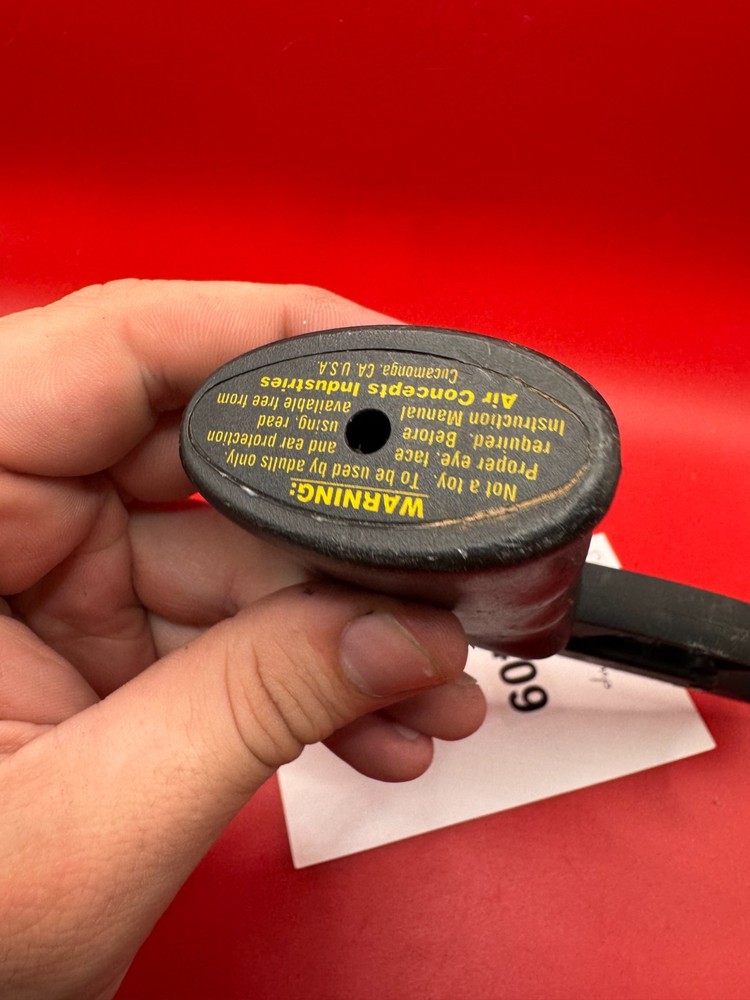 WARNING:
Not a toy. To be used by adults only.
Proper eye, face and ear protection
required. Before using, read
Instruction Manual available free from
Air Concepts Industries
Cucamonga, CA. U.S.A.